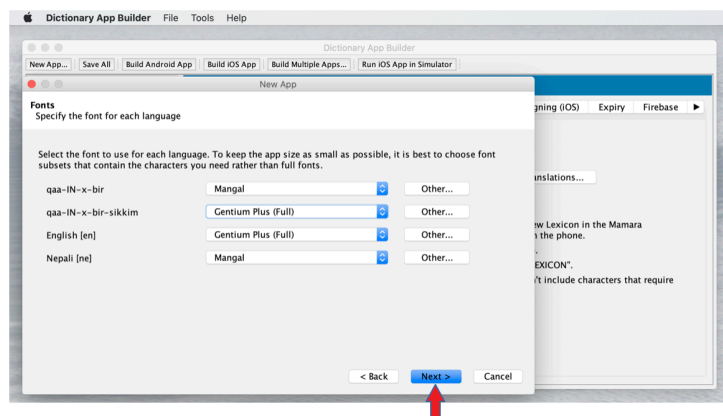 Dictionary App Builder File Tools Help
Dictionary App Builder
New App... Save All Build Android App Build iOS App Build Multiple Apps... Run iOS App in Simulator
New App
Fonts
Specify the font for each language
gning (iOS) Expiry Firebase
Select the font to use for each language. To keep the app size as small as possible, it is best to choose font
subsets that contain the characters you need rather than full fonts.
anslations...
qaa-IN-x-bir Mangal Other...
qaa-IN-x-bir-sikkim Gentium Plus (Full) Other...
ew Lexicon in the Mamara
English [en] Gentium Plus (Full) Other...
the phone.
Nepali [ne] Mangal Other...
EXICON".
't include characters that require
< Back Next > Cancel